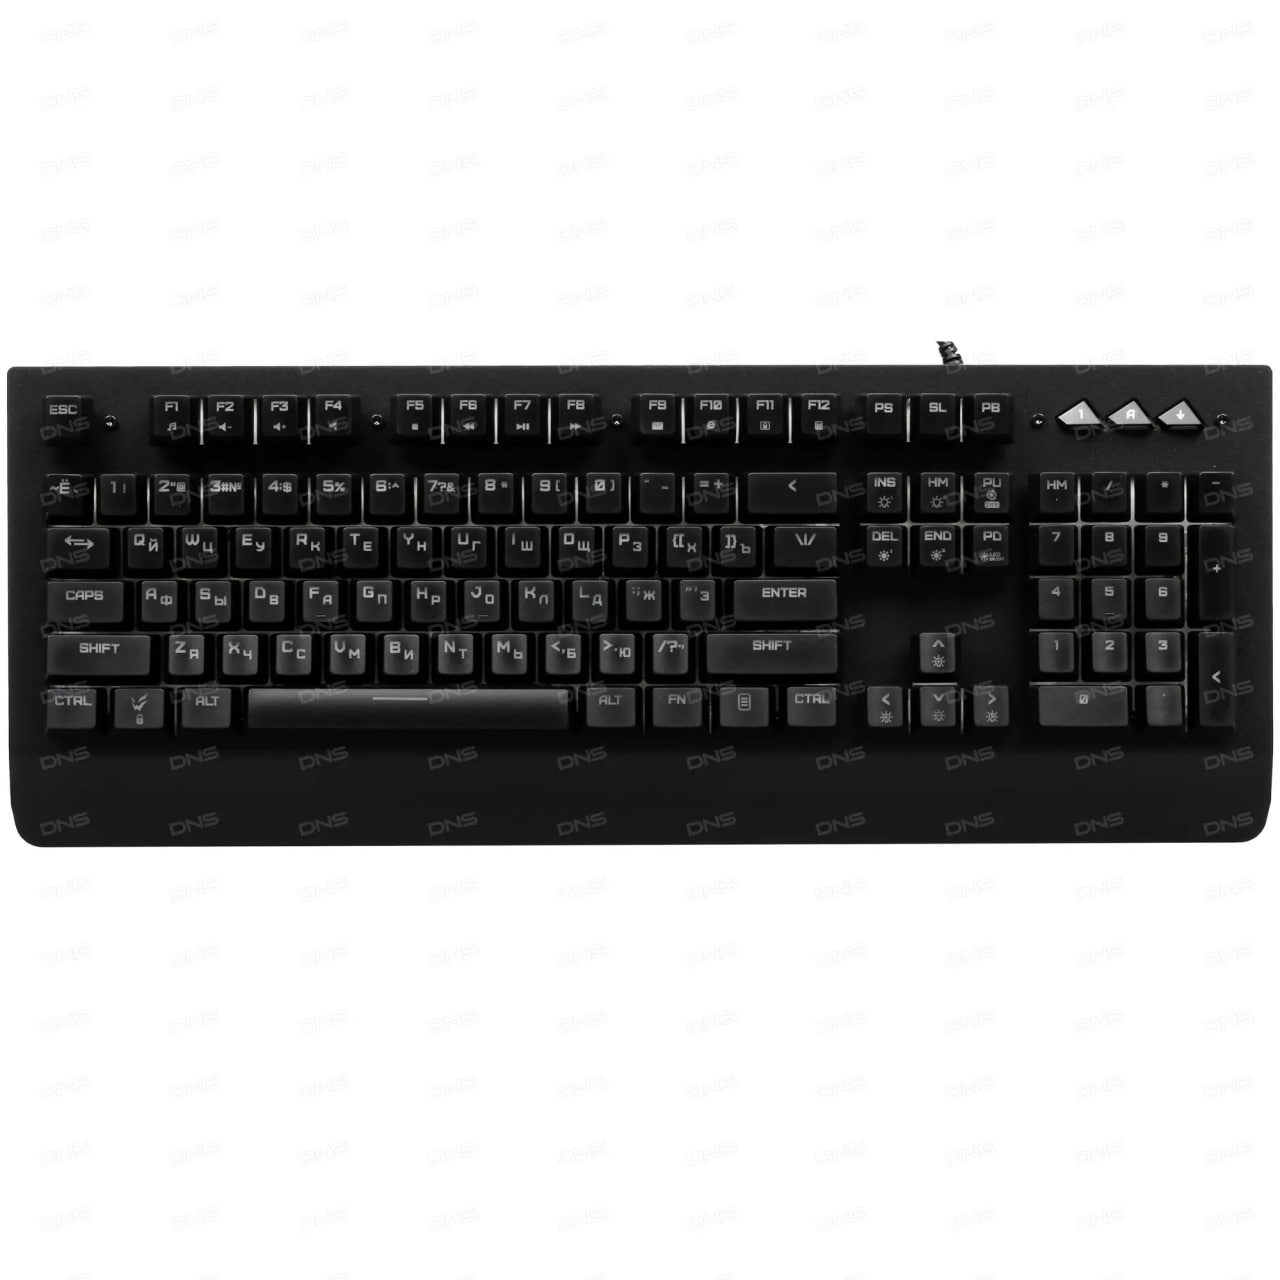 ESC F1 F2 F3 F4 F5 F6 F7 F8 F9 F10 F11 F12 PS SL PB 1 A
~Ё 1! 2"@ 3#№ 4;$ 5% 6:^ 7?& 8* 9( 0) -_ =+ < INS HM PU HM / * -
QЙ WЦ EУ RК TЕ YН UГ IШ OЩ PЗ {[Х }]Ъ \|/ DEL END PD 7 8 9 +
CAPS AФ SЫ DВ FА GП HР JО KЛ LД :;Ж "'Э ENTER 4 5 6
SHIFT ZЯ XЧ CС VМ BИ NТ MЬ <,Б >.Ю /?., SHIFT ^ 1 2 3 <
CTRL ALT ALT FN CTRL < > 0 .
DNS